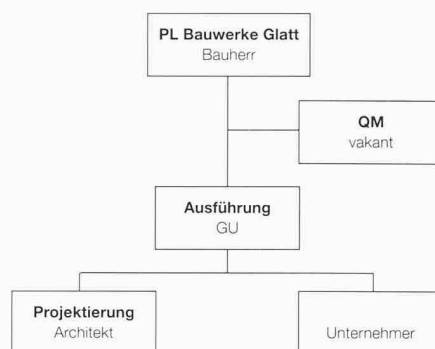 PL Bauwerke Glatt
Bauherr
QM
vakant
Ausführung
GU
Projektierung
Architekt
Unternehmer